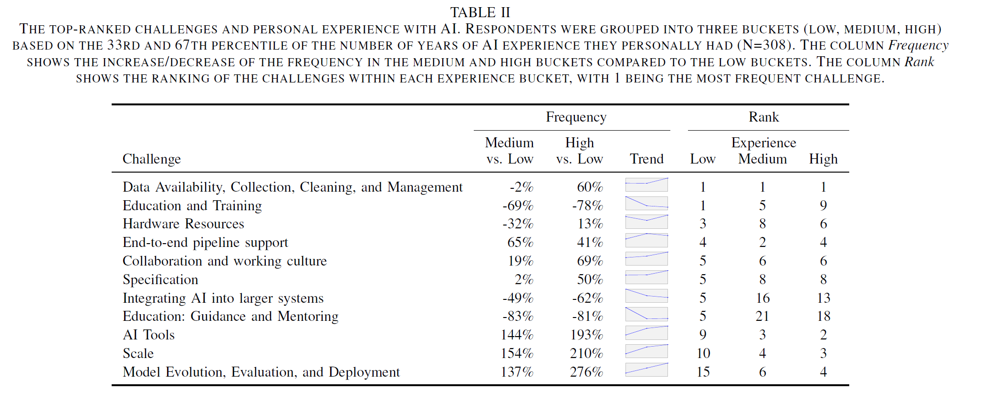 TABLE II
THE TOP-RANKED CHALLENGES AND PERSONAL EXPERIENCE WITH AI. RESPONDENTS WERE GROUPED INTO THREE BUCKETS (LOW, MEDIUM, HIGH)
BASED ON THE 33RD AND 67TH PERCENTILE OF THE NUMBER OF YEARS OF AI EXPERIENCE THEY PERSONALLY HAD (N=308). THE COLUMN Frequency
SHOWS THE INCREASE/DECREASE OF THE FREQUENCY IN THE MEDIUM AND HIGH BUCKETS COMPARED TO THE LOW BUCKETS. THE COLUMN Rank
SHOWS THE RANKING OF THE CHALLENGES WITHIN EACH EXPERIENCE BUCKET, WITH 1 BEING THE MOST FREQUENT CHALLENGE.
Frequency Rank
Medium High Experience
Challenge vs. Low vs. Low Trend Low Medium High
Data Availability, Collection, Cleaning, and Management -2% 60% 1 1 1
Education and Training -69% -78% 1 5 9
Hardware Resources -32% 13% 3 8 6
End-to-end pipeline support 65% 41% 4 2 4
Collaboration and working culture 19% 69% 5 6 6
Specification 2% 50% 5 8 8
Integrating AI into larger systems -49% -62% 5 16 13
Education: Guidance and Mentoring -83% -81% 5 21 18
AI Tools 144% 193% 9 3 2
Scale 154% 210% 10 4 3
Model Evolution, Evaluation, and Deployment 137% 276% 15 6 4